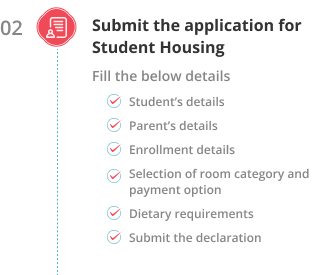 02
Submit the application for
Student Housing
Fill the below details
Student's details
Parent's details
Enrollment details
Selection of room category and
payment option
Dietary requirements
Submit the declaration